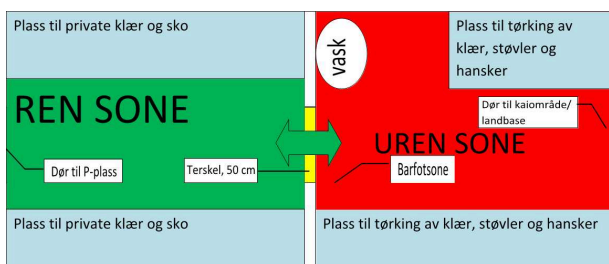 Plass til private klær og sko
REN SONE
Dør til P-plass
Terskel, 50 cm
Plass til private klær og sko
vask
Plass til tørking av
klær, støvler og
hansker
Dør til kaiområde/
landbase
UREN SONE
Barfotsone
Plass til tørking av klær, støvler og hansker